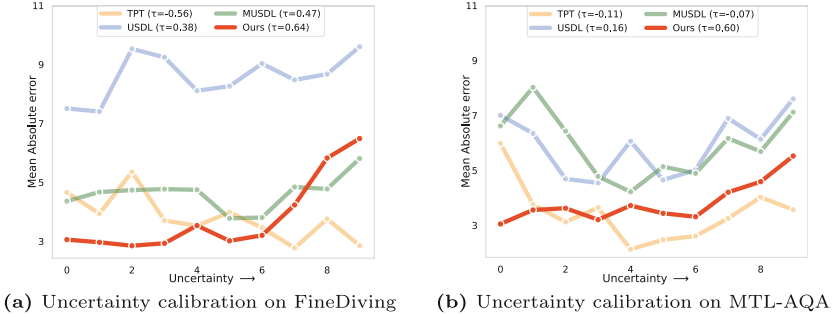 TPT (τ=-0.56) MUSDL (τ=0.47)
USDL (τ=0.38) Ours (τ=0.64)
Mean Absolute error
11
9
7
5
3
0 2 4 6 8
Uncertainty ⟶
(a) Uncertainty calibration on FineDiving
TPT (τ=-0,11) MUSDL (τ=-0.07)
USDL (τ=0,16) Ours (τ=0.60)
Mean Absolute error
11
9
7
5
3
0 2 4 6 8
Uncertainty ⟶
(b) Uncertainty calibration on MTL-AQA